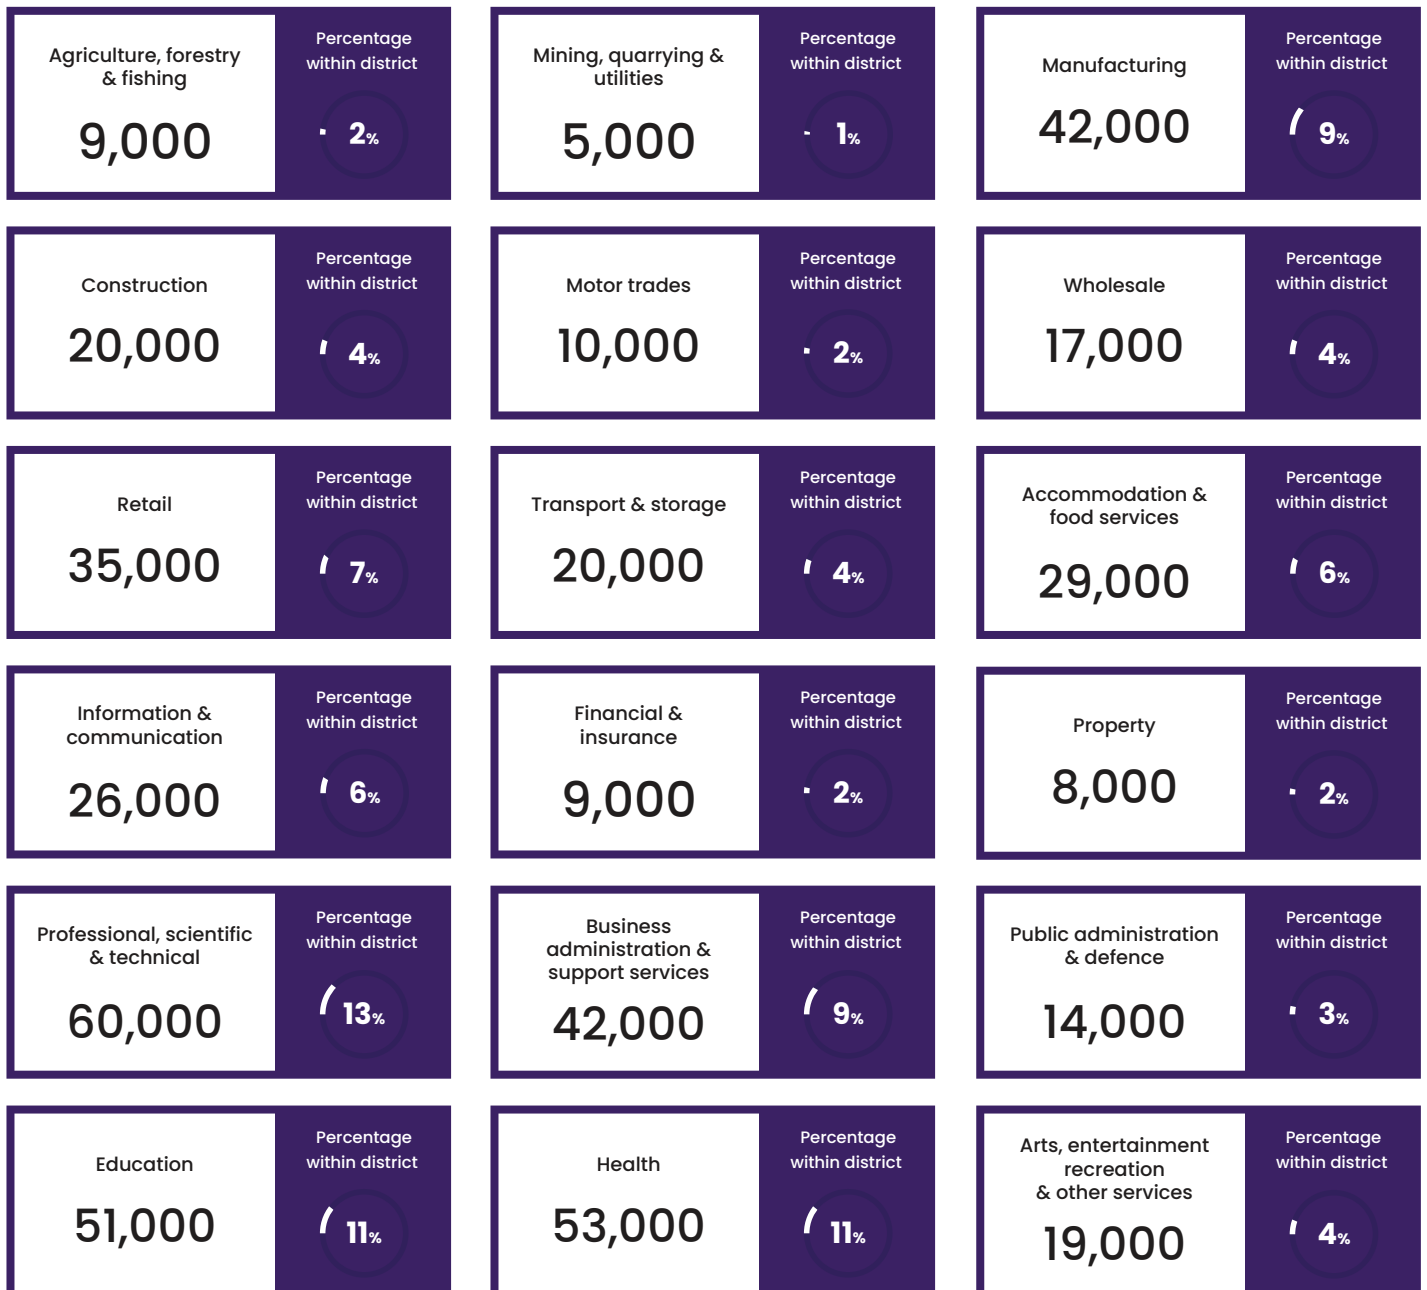 Agriculture, forestry
& fishing
9,000
Percentage
within district
2%
Mining, quarrying &
utilities
5,000
Percentage
within district
1%
Manufacturing
42,000
Percentage
within district
9%
Construction
20,000
Percentage
within district
4%
Motor trades
10,000
Percentage
within district
2%
Wholesale
17,000
Percentage
within district
4%
Retail
35,000
Percentage
within district
7%
Transport & storage
20,000
Percentage
within district
4%
Accommodation &
food services
29,000
Percentage
within district
6%
Information &
communication
26,000
Percentage
within district
6%
Financial &
insurance
9,000
Percentage
within district
2%
Property
8,000
Percentage
within district
2%
Professional, scientific
& technical
60,000
Percentage
within district
13%
Business
administration &
support services
42,000
Percentage
within district
9%
Public administration
& defence
14,000
Percentage
within district
3%
Education
51,000
Percentage
within district
11%
Health
53,000
Percentage
within district
11%
Arts, entertainment
recreation
& other services
19,000
Percentage
within district
4%